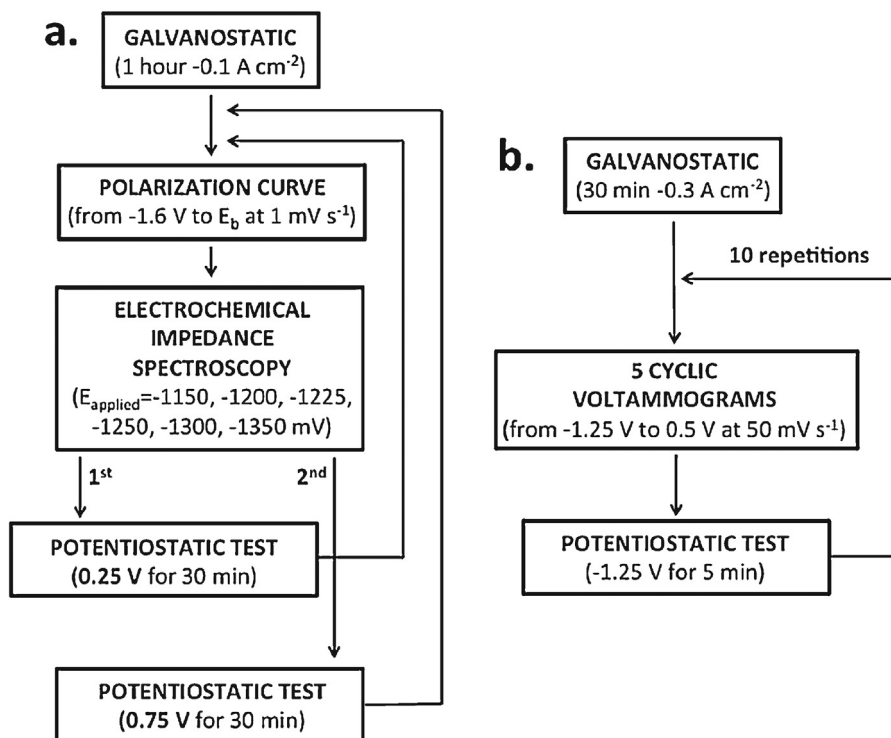 a.
GALVANOSTATIC
(1 hour -0.1 A cm⁻²)
POLARIZATION CURVE
(from -1.6 V to E_b at 1 mV s⁻¹)
ELECTROCHEMICAL
IMPEDANCE
SPECTROSCOPY
(E_applied=-1150, -1200, -1225,
-1250, -1300, -1350 mV)
1st
2nd
POTENTIOSTATIC TEST
(0.25 V for 30 min)
POTENTIOSTATIC TEST
(0.75 V for 30 min)
b.
GALVANOSTATIC
(30 min -0.3 A cm⁻²)
10 repetitions
5 CYCLIC
VOLTAMMOGRAMS
(from -1.25 V to 0.5 V at 50 mV s⁻¹)
POTENTIOSTATIC TEST
(-1.25 V for 5 min)